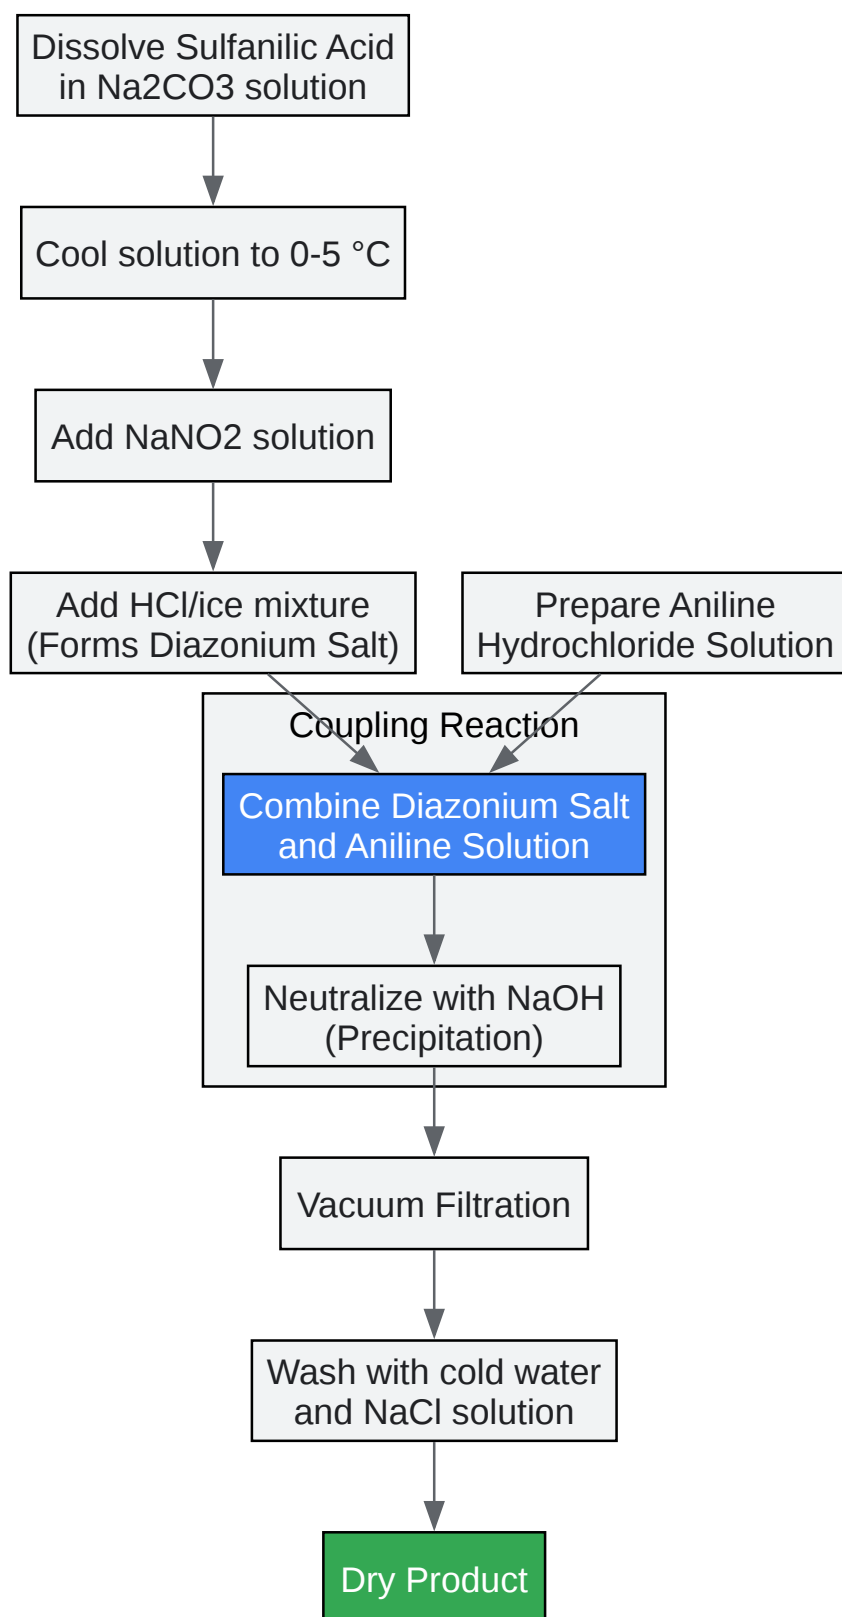 Dissolve Sulfanilic Acid
in Na2CO3 solution
Cool solution to 0-5 °C
Add NaNO2 solution
Add HCl/ice mixture
(Forms Diazonium Salt)
Prepare Aniline
Hydrochloride Solution
Coupling Reaction
Combine Diazonium Salt
and Aniline Solution
Neutralize with NaOH
(Precipitation)
Vacuum Filtration
Wash with cold water
and NaCl solution
Dry Product